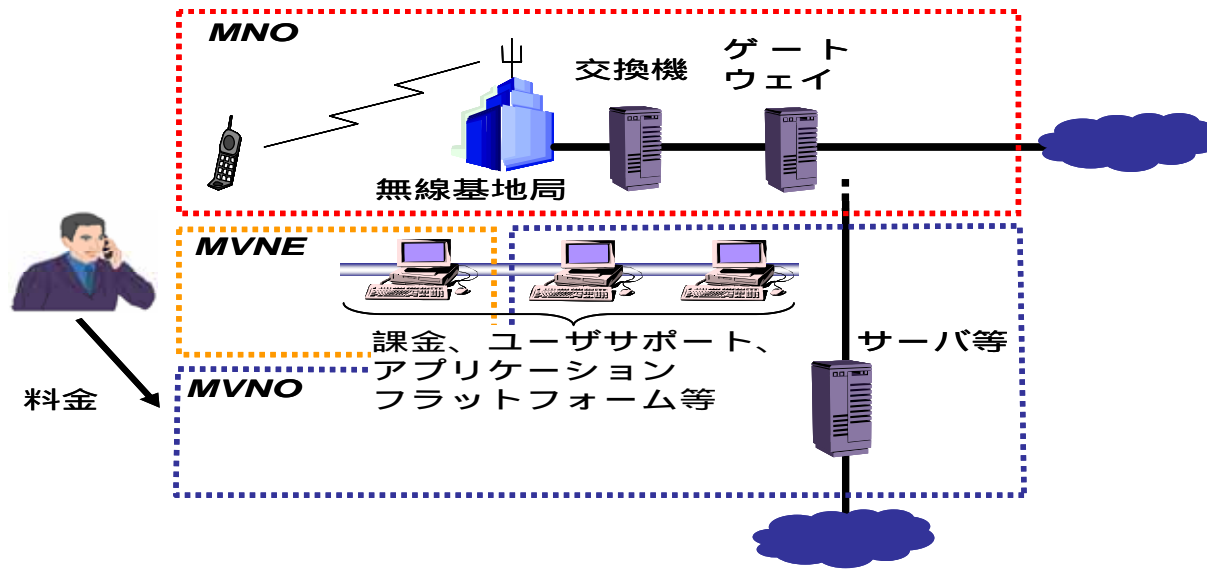 MNO
交換機
ゲート
ウェイ
無線基地局
MVNE
課金、ユーザサポート、
アプリケーション
フラットフォーム等
サーバ等
MVNO
料金